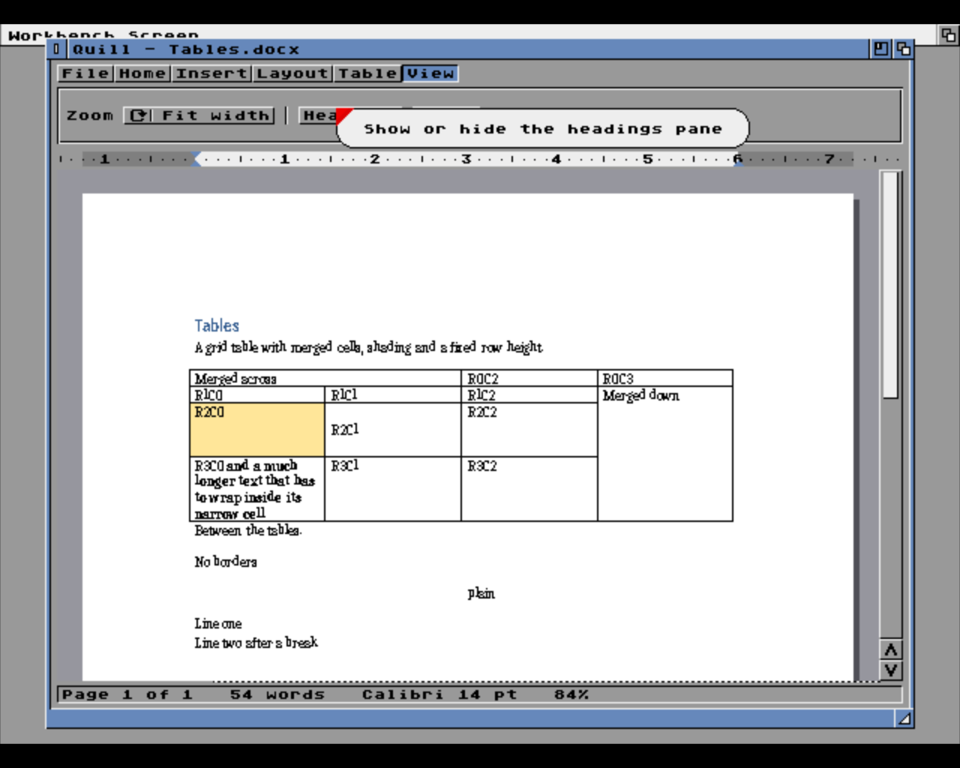 Workbench Screen
Quill - Tables.docx
File Home Insert Layout Table View
Zoom Fit width
Show or hide the headings pane
1 1 2 3 4 5 6 7
Tables
A grid table with merged cells, shading and a fixed row height.
Merged across R0C2 R0C3
R1C0 R1C1 R1C2 Merged down
R2C0 R2C2
R2C1
R3C0 and a much R3C1 R3C2
longer text that has
to wrap inside its
narrow cell
Between the tables.
No borders
plain
Line one
Line two after a break
Page 1 of 1 54 words Calibri 14 pt 84%